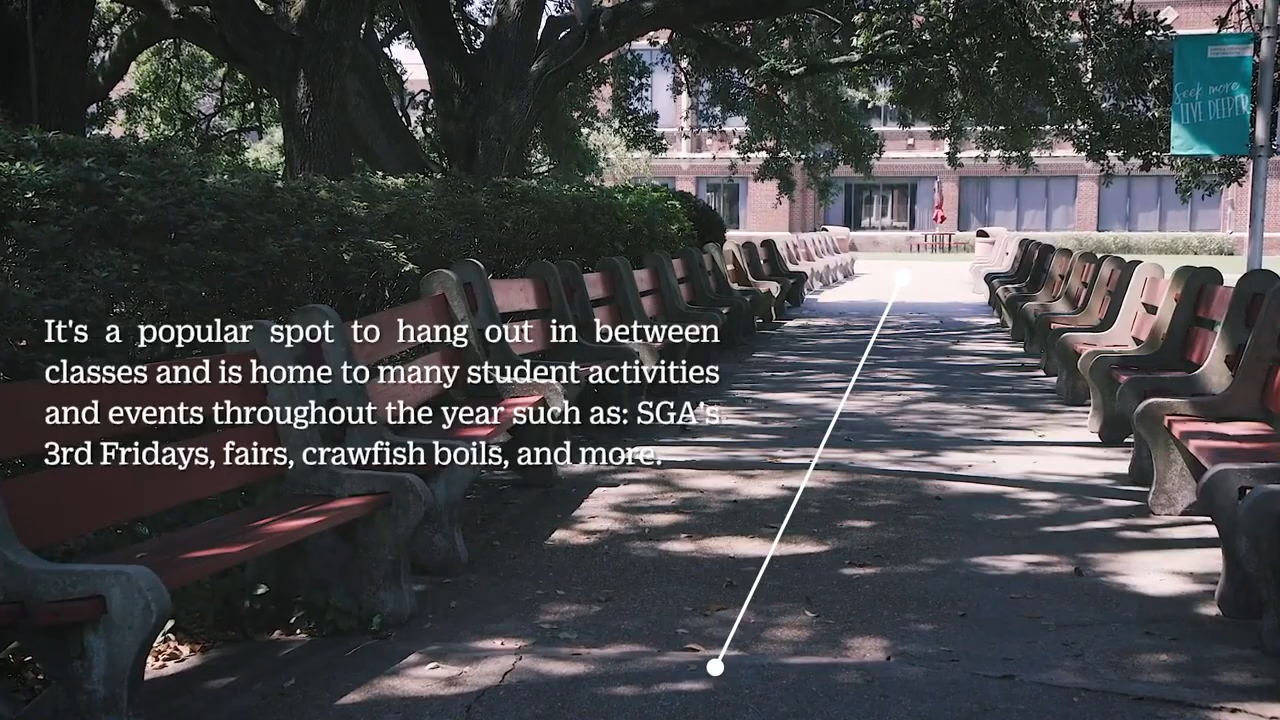 Seek more
LIVE DEEPER
It's a popular spot to hang out in between
classes and is home to many student activities
and events throughout the year such as: SGA's
3rd Fridays, fairs, crawfish boils, and more.